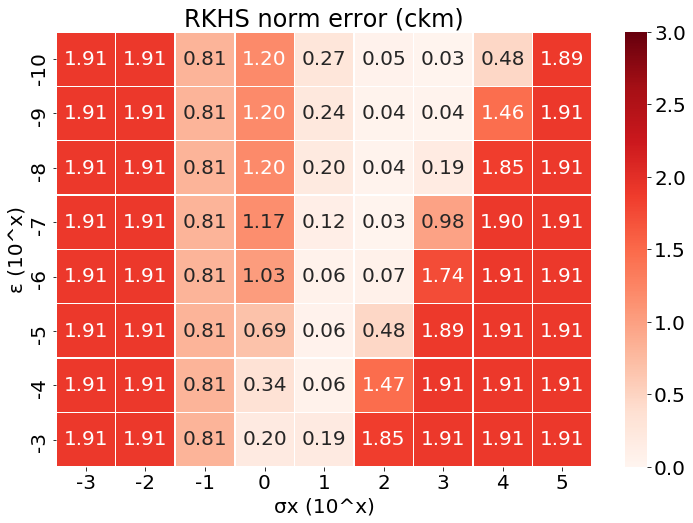 RKHS norm error (ckm)
-10 1.91 1.91 0.81 1.20 0.27 0.05 0.03 0.48 1.89
-9 1.91 1.91 0.81 1.20 0.24 0.04 0.04 1.46 1.91
-8 1.91 1.91 0.81 1.20 0.20 0.04 0.19 1.85 1.91
-7 1.91 1.91 0.81 1.17 0.12 0.03 0.98 1.90 1.91
-6 1.91 1.91 0.81 1.03 0.06 0.07 1.74 1.91 1.91
-5 1.91 1.91 0.81 0.69 0.06 0.48 1.89 1.91 1.91
-4 1.91 1.91 0.81 0.34 0.06 1.47 1.91 1.91 1.91
-3 1.91 1.91 0.81 0.20 0.19 1.85 1.91 1.91 1.91
-3 -2 -1 0 1 2 3 4 5
σx (10^x)
ε (10^x)
3.0
2.5
2.0
1.5
1.0
0.5
0.0